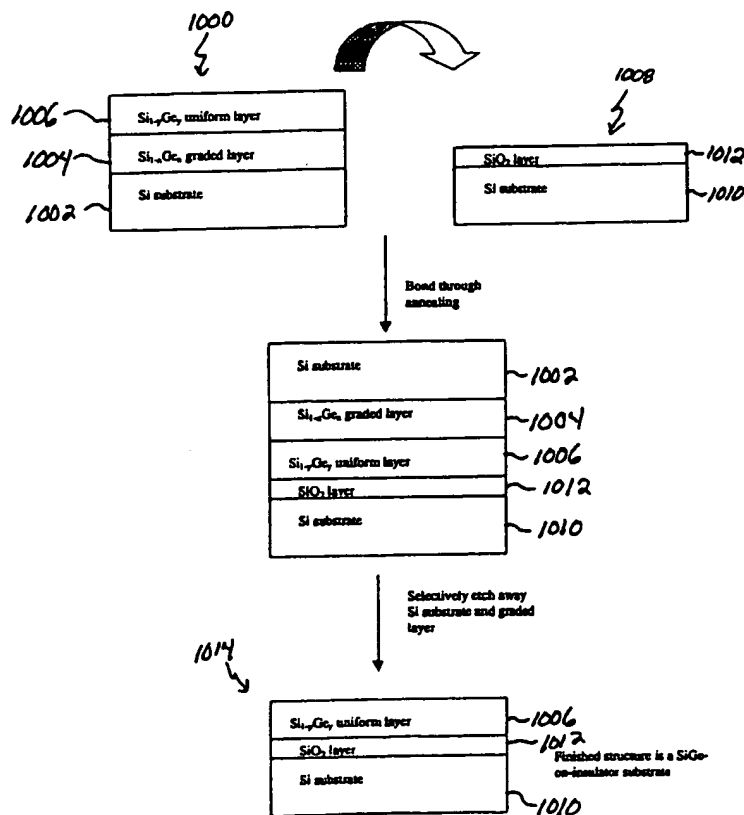 1000
1008
1006 Si₁₋yGey uniform layer
1004 Si₁₋ₓGeₓ graded layer
1002 Si substrate
SiO₂ layer 1012
Si substrate 1010
Bond through
annealing
Si substrate 1002
Si₁₋ₓGeₓ graded layer 1004
Si₁₋yGey uniform layer 1006
SiO₂ layer 1012
Si substrate 1010
Selectively etch away
Si substrate and graded
layer
1014
Si₁₋yGey uniform layer 1006
SiO₂ layer 1012
Finished structure is a SiGe-
on-insulator substrate
Si substrate 1010